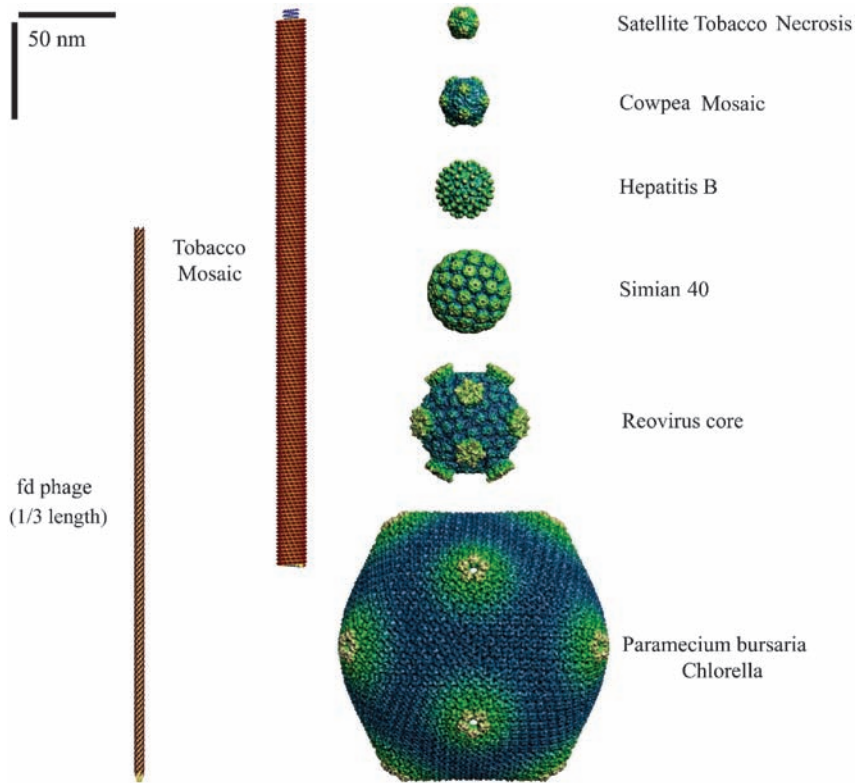 50 nm
Satellite Tobacco Necrosis
Cowpea Mosaic
Hepatitis B
Tobacco
Mosaic
Simian 40
Reovirus core
fd phage
(1/3 length)
Paramecium bursaria
Chlorella